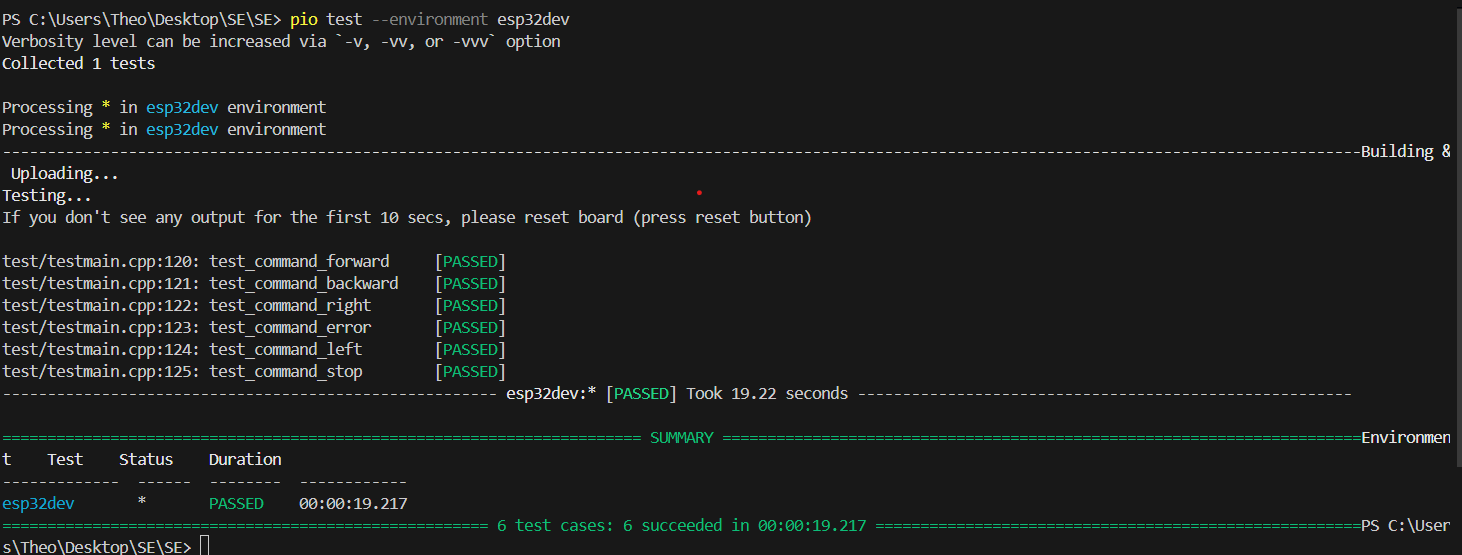 PS C:\Users\Theo\Desktop\SE\SE> pio test --environment esp32dev
Verbosity level can be increased via `-v, -vv, or -vvv` option
Collected 1 tests
Processing * in esp32dev environment
Processing * in esp32dev environment
-------------------------------------------------------------------------------------------------------------------------------------------------------Building &
Uploading...
Testing...
If you don't see any output for the first 10 secs, please reset board (press reset button)
test/testmain.cpp:120: test_command_forward     [PASSED]
test/testmain.cpp:121: test_command_backward    [PASSED]
test/testmain.cpp:122: test_command_right       [PASSED]
test/testmain.cpp:123: test_command_error       [PASSED]
test/testmain.cpp:124: test_command_left        [PASSED]
test/testmain.cpp:125: test_command_stop        [PASSED]
------------------------------------------------------- esp32dev:* [PASSED] Took 19.22 seconds -------------------------------------------------------
======================================================================= SUMMARY =======================================================================Environmen
t    Test    Status    Duration
-------------  ------  --------  ------------
esp32dev       *       PASSED    00:00:19.217
====================================================== 6 test cases: 6 succeeded in 00:00:19.217 ======================================================PS C:\User
s\Theo\Desktop\SE\SE>